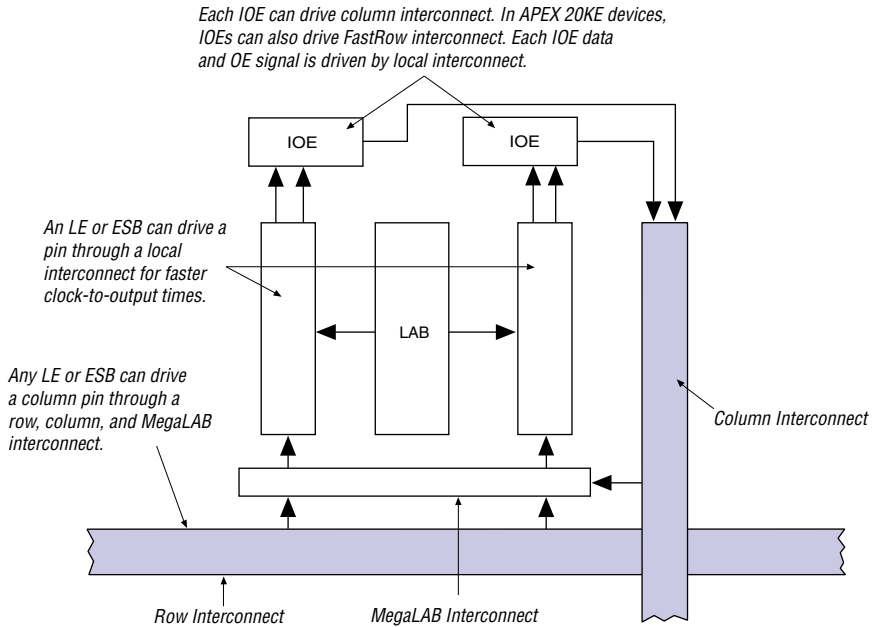 Each IOE can drive column interconnect. In APEX 20KE devices,
IOEs can also drive FastRow interconnect. Each IOE data
and OE signal is driven by local interconnect.
IOE
IOE
An LE or ESB can drive a
pin through a local
interconnect for faster
clock-to-output times.
LAB
Any LE or ESB can drive
a column pin through a
row, column, and MegaLAB
interconnect.
Column Interconnect
Row Interconnect
MegaLAB Interconnect